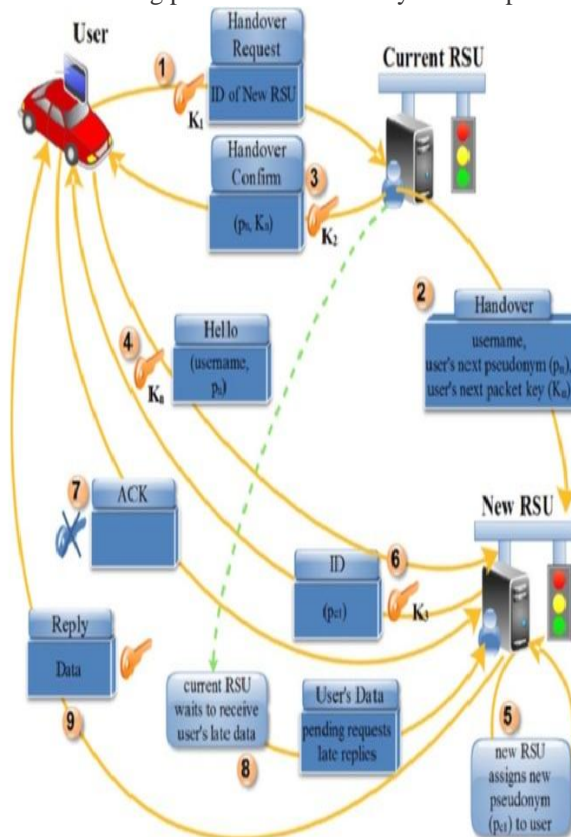 User
1
Handover
Request
ID of New RSU
K1
Current RSU
Handover
Confirm
3
(pn, Kn)
K2
2
Handover
username,
user's next pseudonym (pn),
user's next packet key (Kn)
4
Hello
(username,
pn)
Kn
7
ACK
New RSU
6
ID
(pct)
K3
Reply
Data
9
current RSU
waits to receive
user's late data
8
User's Data
pending requests
late replies
5
new RSU
assigns new
pseudonym
(pct) to user